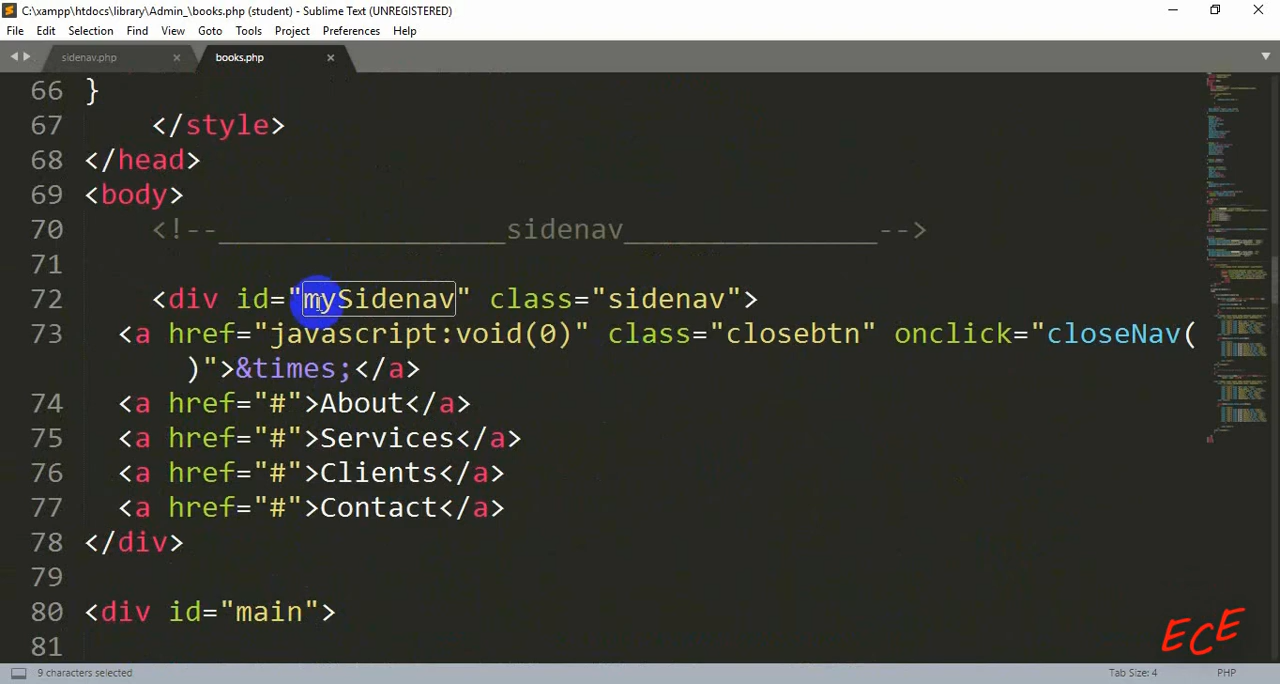 C:\xampp\htdocs\library\Admin_\books.php (student) - Sublime Text (UNREGISTERED)
File Edit Selection Find View Goto Tools Project Preferences Help
sidenav.php books.php
66 }
67 </style>
68 </head>
69 <body>
70 <!--_________________sidenav_______________-->
71
72 <div id="mySidenav" class="sidenav">
73 <a href="javascript:void(0)" class="closebtn" onclick="closeNav(
)">&times;</a>
74 <a href="#">About</a>
75 <a href="#">Services</a>
76 <a href="#">Clients</a>
77 <a href="#">Contact</a>
78 </div>
79
80 <div id="main">
81
ECE
9 characters selected Tab Size: 4 PHP